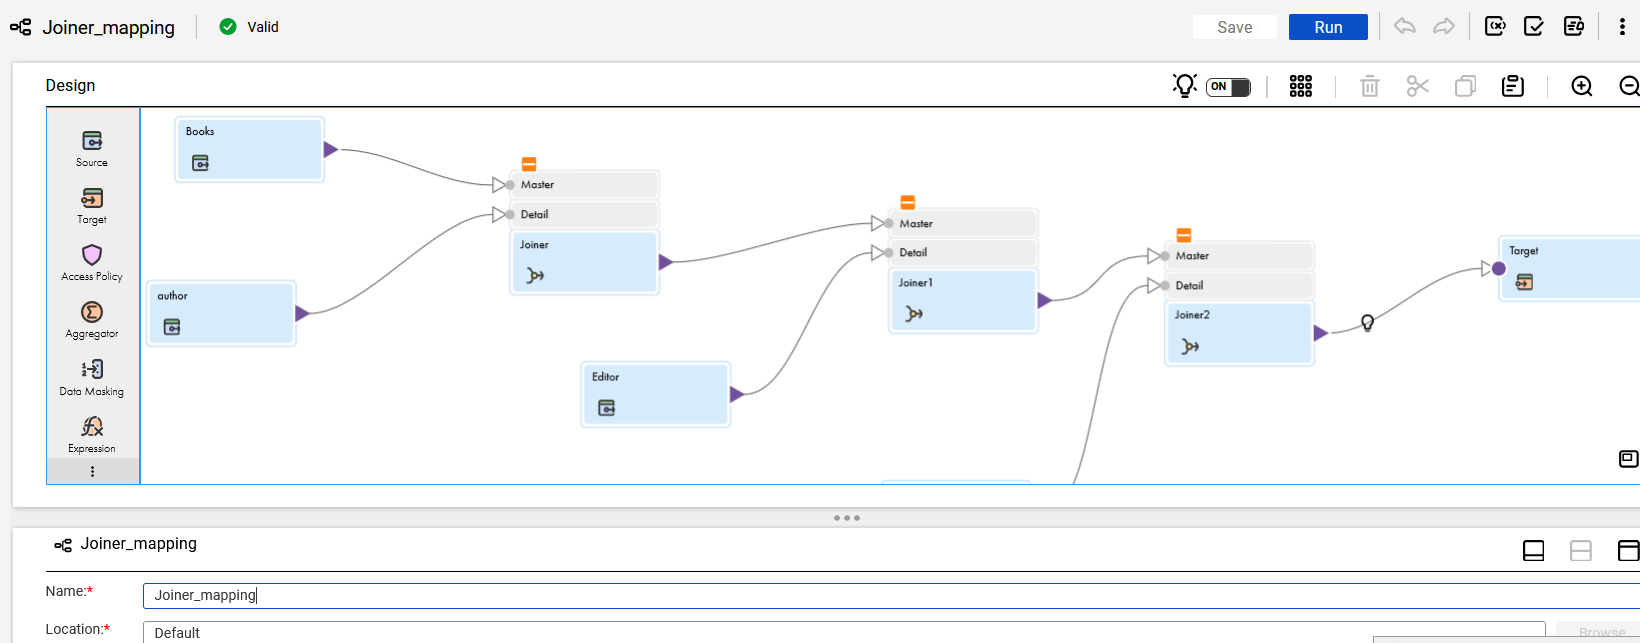 Joiner_mapping
Valid
Save
Run
Design
ON
Source
Target
Access Policy
Aggregator
Data Masking
Expression
Books
author
Master
Detail
Joiner
Editor
Master
Detail
Joiner1
Master
Detail
Joiner2
Target
Joiner_mapping
Name:*
Joiner_mapping
Location:*
Default
Browse